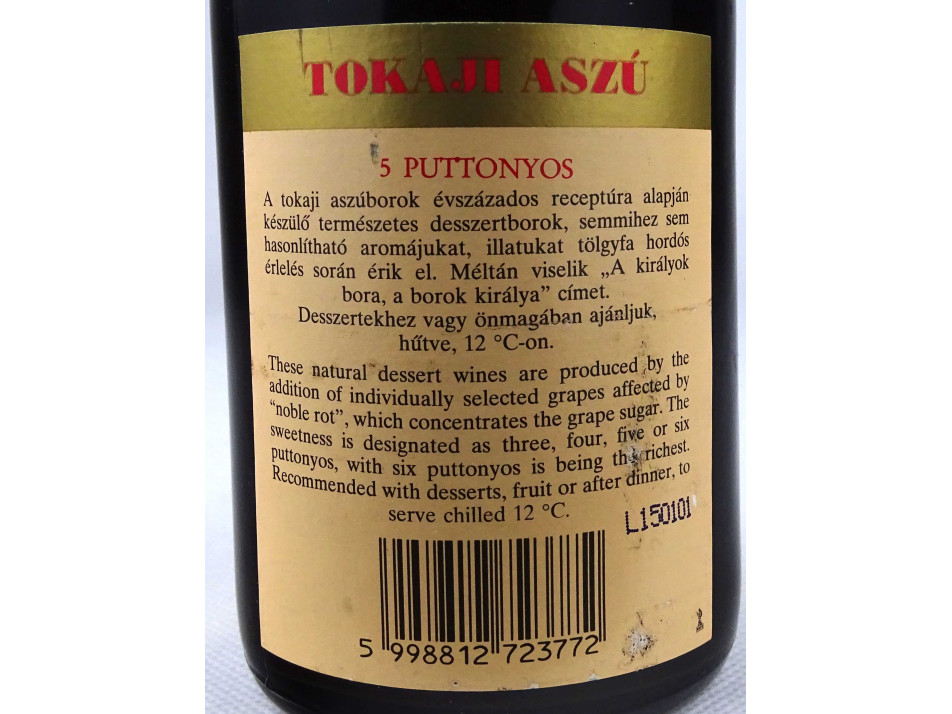 TOKAJI ASZÚ
5 PUTTONYOS
A tokaji aszúborok évszázados receptúra alapján
készülő természetes desszertborok, semmihez sem
hasonlítható aromájukat, illatukat tölgyfa hordós
érlelés során érik el. Méltán viselik „A királyok
bora, a borok királya” címet.
Desszertekhez vagy önmagában ajánljuk,
hűtve, 12 °C-on.
These natural dessert wines are produced by the
addition of individually selected grapes affected by
“noble rot”, which concentrates the grape sugar. The
sweetness is designated as three, four, five or six
puttonyos, with six puttonyos is being the richest.
Recommended with desserts, fruit or after dinner, to
serve chilled 12 °C.
L150101
5 998812 723772